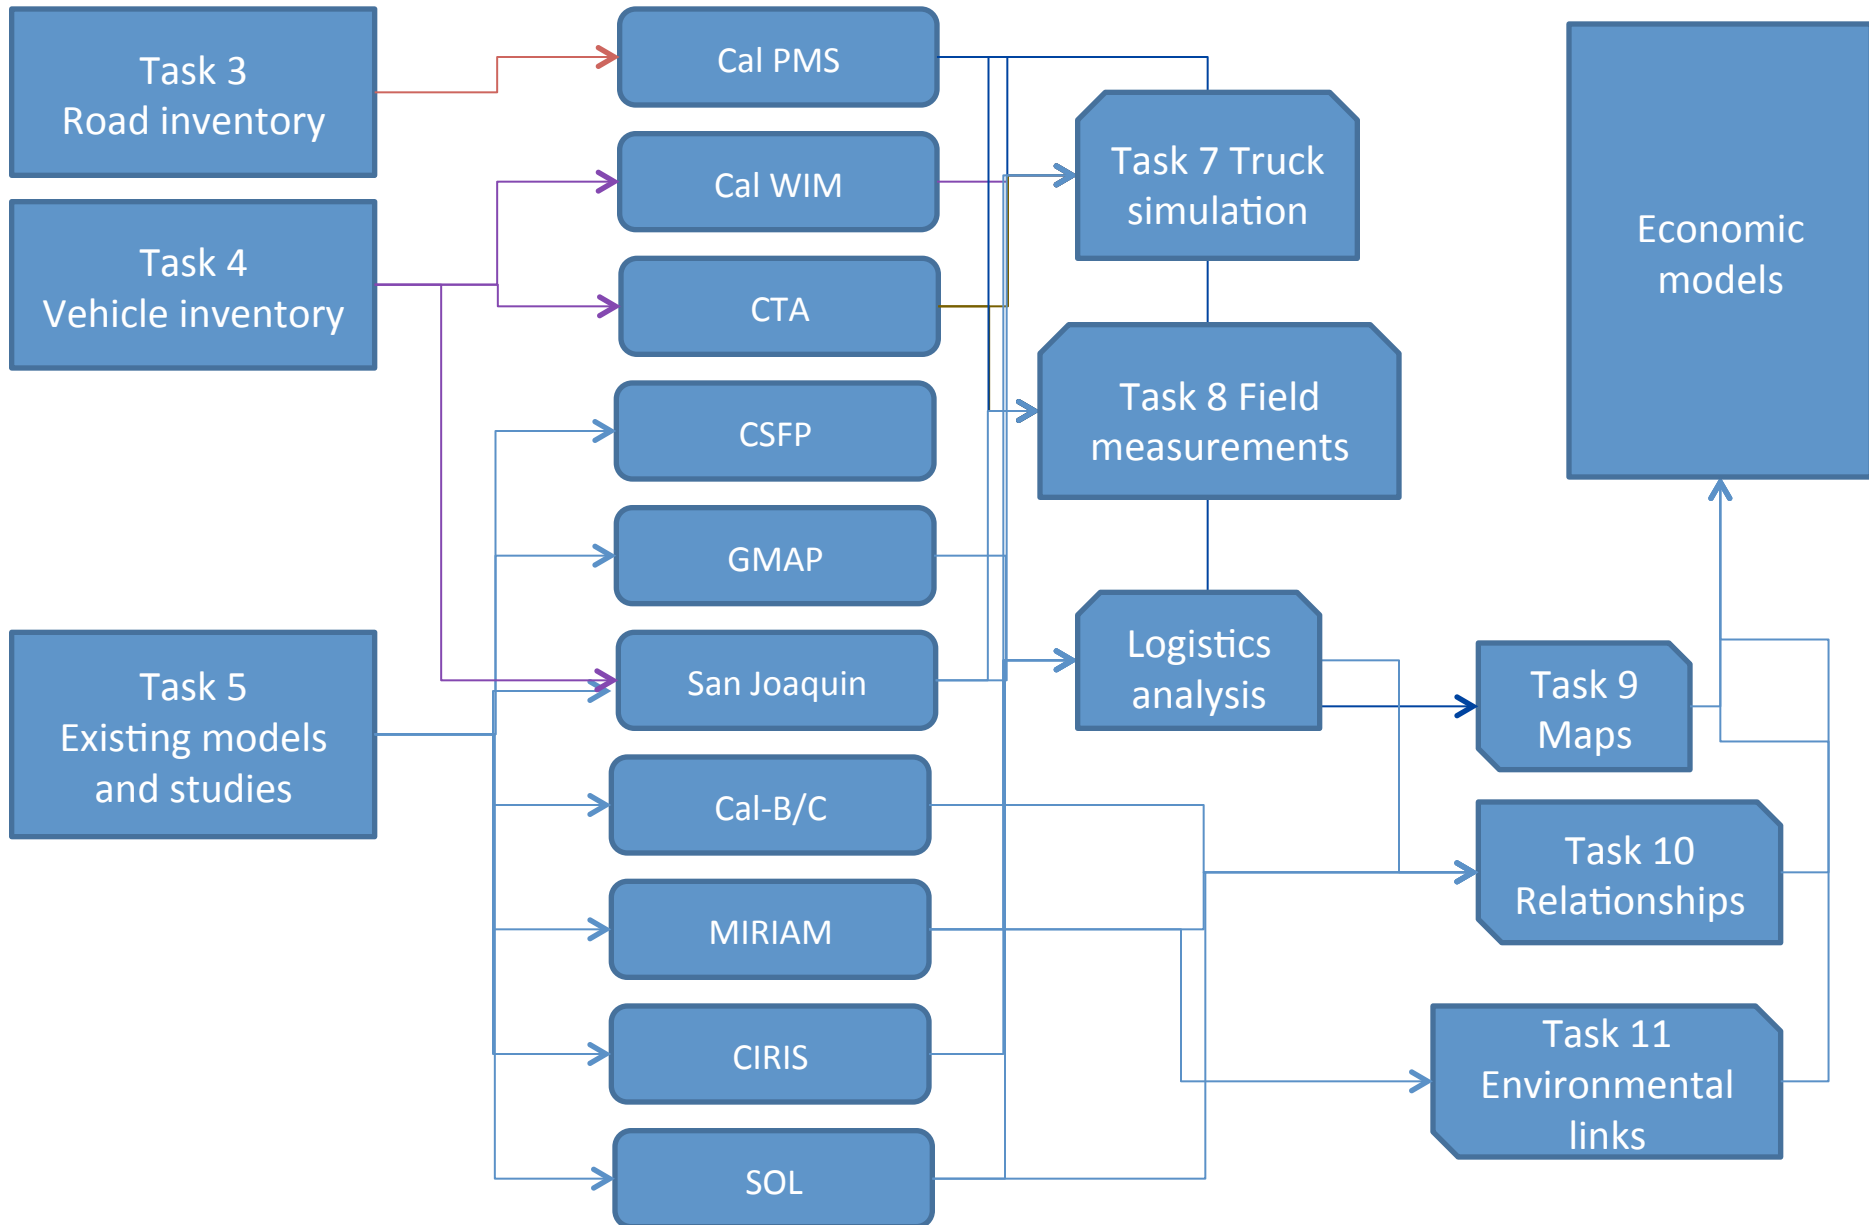 Task 3
Road inventory
Task 4
Vehicle inventory
Task 5
Existing models
and studies
Cal PMS
Cal WIM
CTA
CSFP
GMAP
San Joaquin
Cal-B/C
MIRIAM
CIRIS
SOL
Task 7 Truck
simulation
Task 8 Field
measurements
Logistics
analysis
Task 9
Maps
Task 10
Relationships
Task 11
Environmental
links
Economic
models